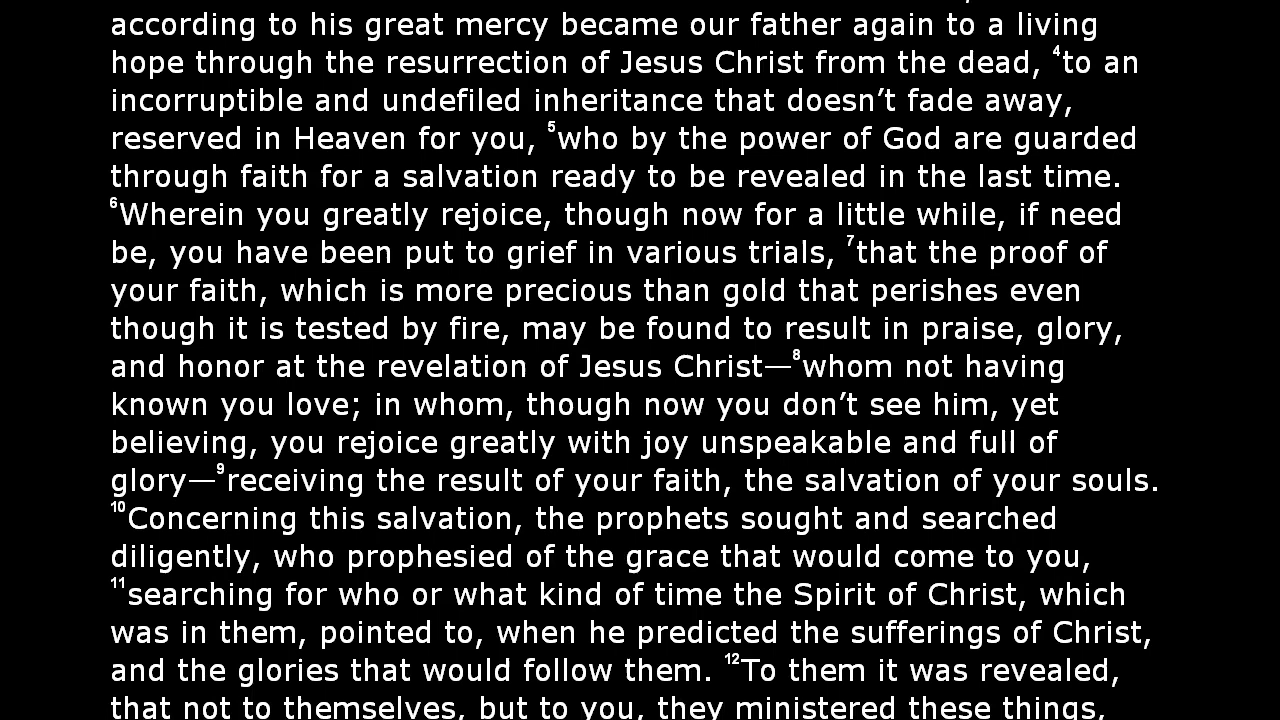 according to his great mercy became our father again to a living
hope through the resurrection of Jesus Christ from the dead, ⁴to an
incorruptible and undefiled inheritance that doesn’t fade away,
reserved in Heaven for you, ⁵who by the power of God are guarded
through faith for a salvation ready to be revealed in the last time.
⁶Wherein you greatly rejoice, though now for a little while, if need
be, you have been put to grief in various trials, ⁷that the proof of
your faith, which is more precious than gold that perishes even
though it is tested by fire, may be found to result in praise, glory,
and honor at the revelation of Jesus Christ—⁸whom not having
known you love; in whom, though now you don’t see him, yet
believing, you rejoice greatly with joy unspeakable and full of
glory—⁹receiving the result of your faith, the salvation of your souls.
¹⁰Concerning this salvation, the prophets sought and searched
diligently, who prophesied of the grace that would come to you,
¹¹searching for who or what kind of time the Spirit of Christ, which
was in them, pointed to, when he predicted the sufferings of Christ,
and the glories that would follow them. ¹²To them it was revealed,
that not to themselves, but to you, they ministered these things,